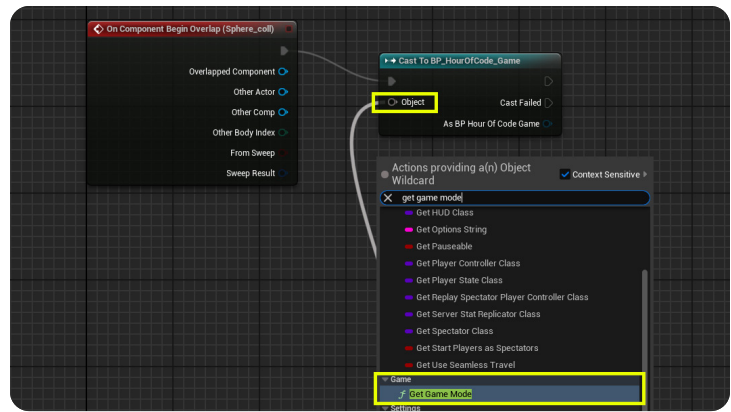 On Component Begin Overlap (Sphere_coll)
Overlapped Component
Other Actor
Other Comp
Other Body Index
From Sweep
Sweep Result
Cast To BP_HourOfCode_Game
Object
Cast Failed
As BP Hour Of Code Game
Actions providing a(n) Object
Wildcard
Context Sensitive
get game mode
Get HUD Class
Get Options String
Get Pauseable
Get Player Controller Class
Get Player State Class
Get Replay Spectator Player Controller Class
Get Server Stat Replicator Class
Get Spectator Class
Get Start Players as Spectators
Get Use Seamless Travel
Game
f Get Game Mode
Settings